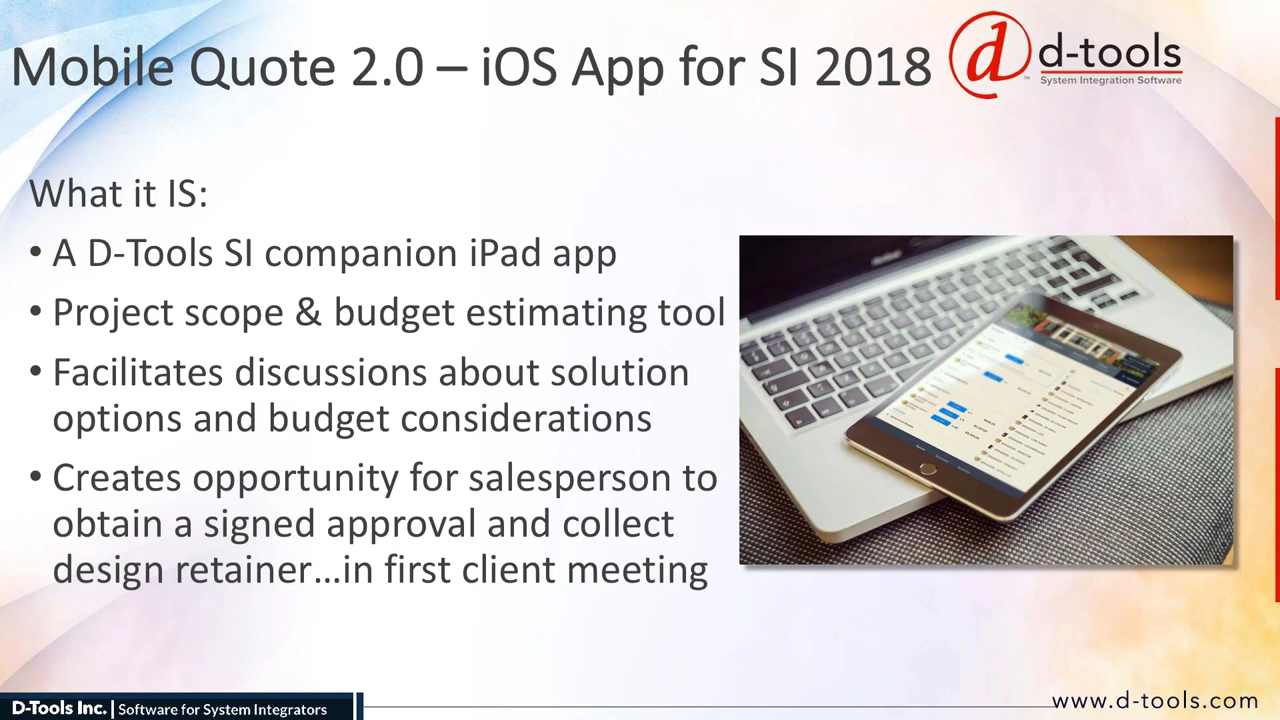 Mobile Quote 2.0 – iOS App for SI 2018
d d-tools
™ System Integration Software
What it IS:
• A D-Tools SI companion iPad app
• Project scope & budget estimating tool
• Facilitates discussions about solution
options and budget considerations
• Creates opportunity for salesperson to
obtain a signed approval and collect
design retainer…in first client meeting
D-Tools Inc. | Software for System Integrators
www.d-tools.com